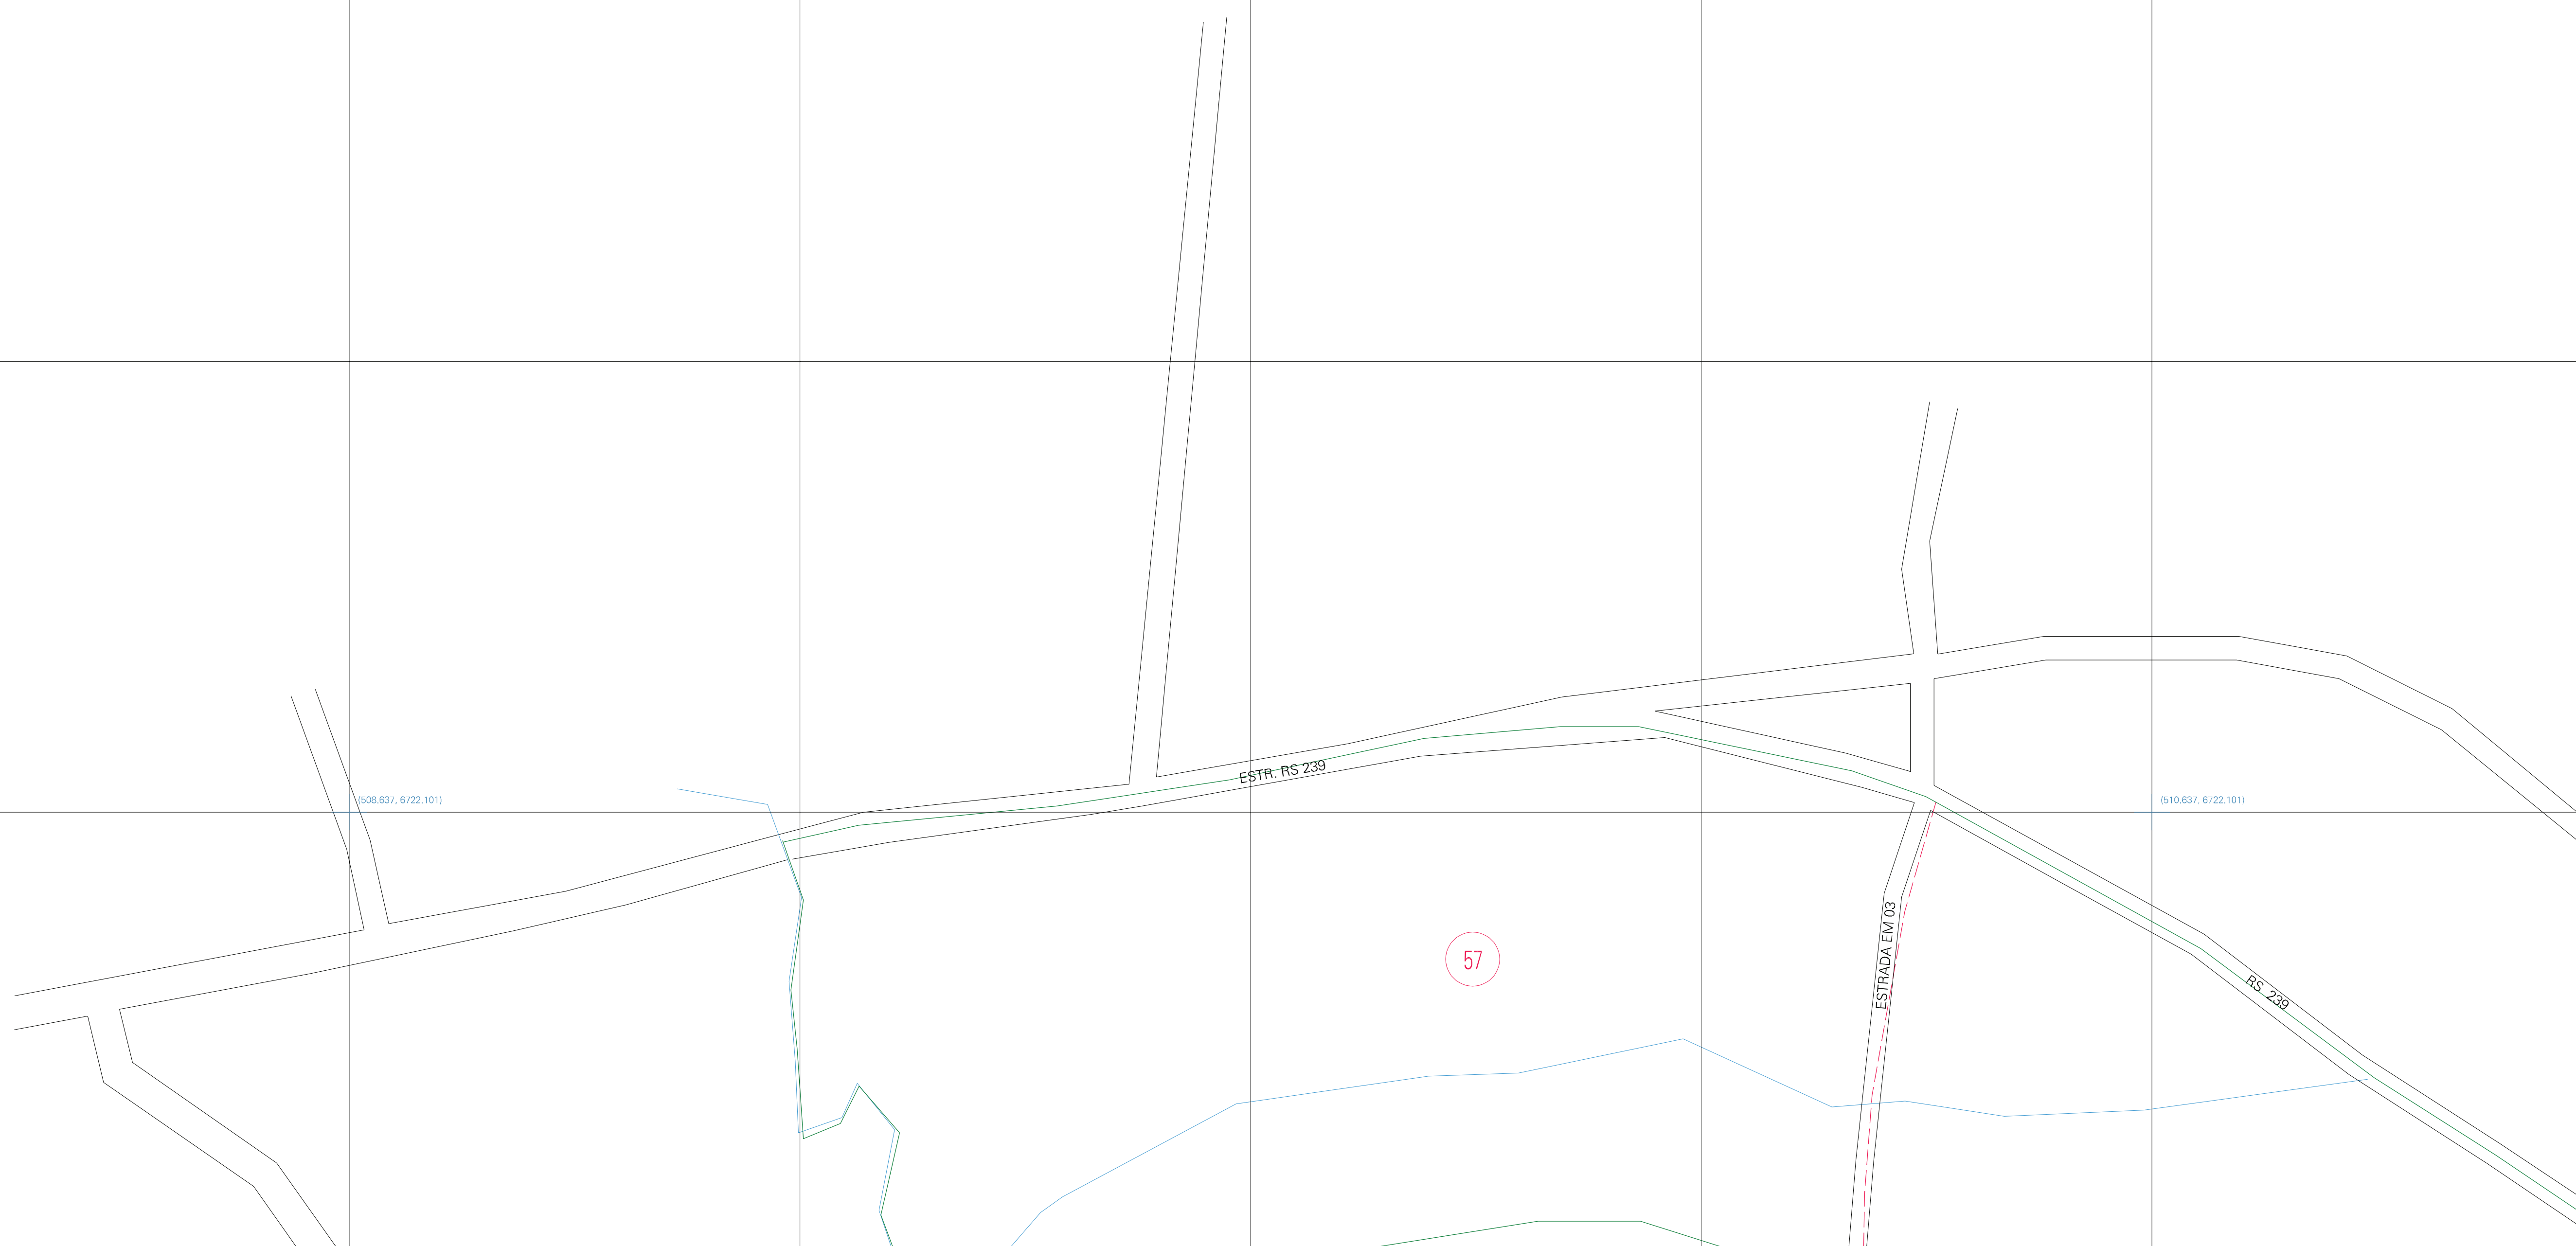 ESTR. RS 239
(508,637, 6722,101)
(510,637, 6722,101)
ESTRADA EM 03
57
RS 239